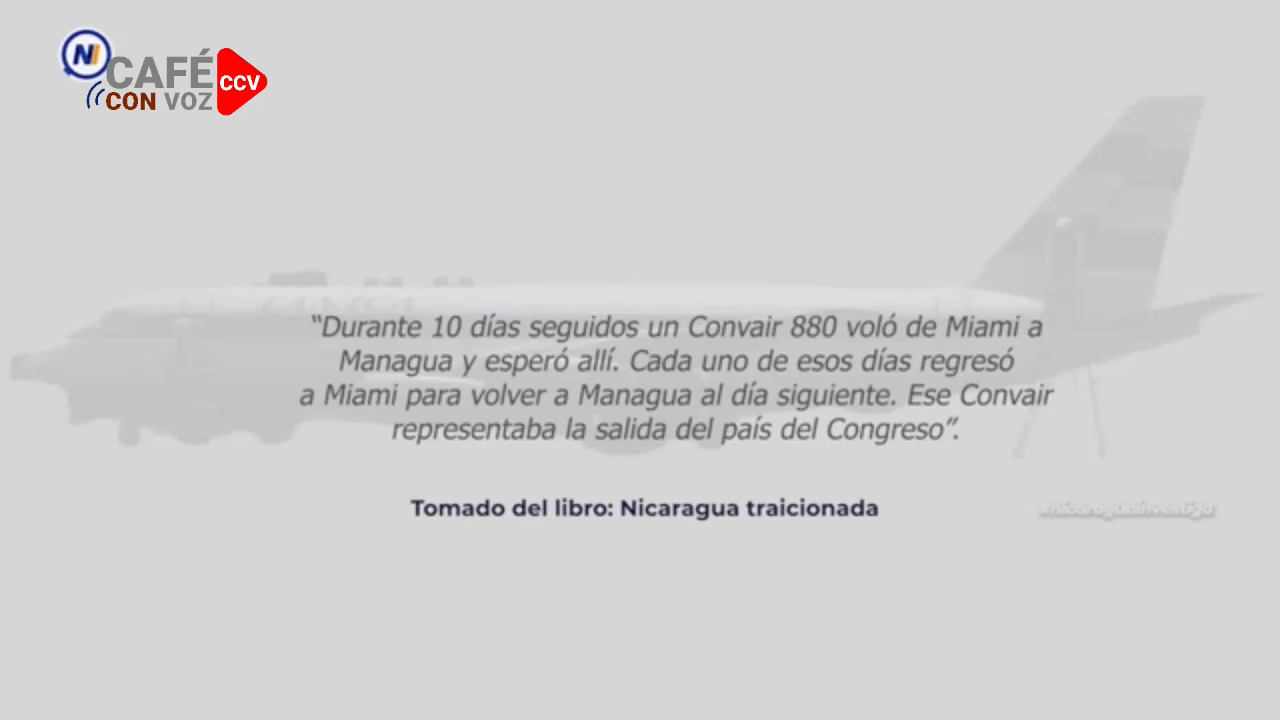 N
CAFÉ
CON VOZ
CCV
LANICA
“Durante 10 días seguidos un Convair 880 voló de Miami a
Managua y esperó allí. Cada uno de esos días regresó
a Miami para volver a Managua al día siguiente. Ese Convair
representaba la salida del país del Congreso”.
Tomado del libro: Nicaragua traicionada